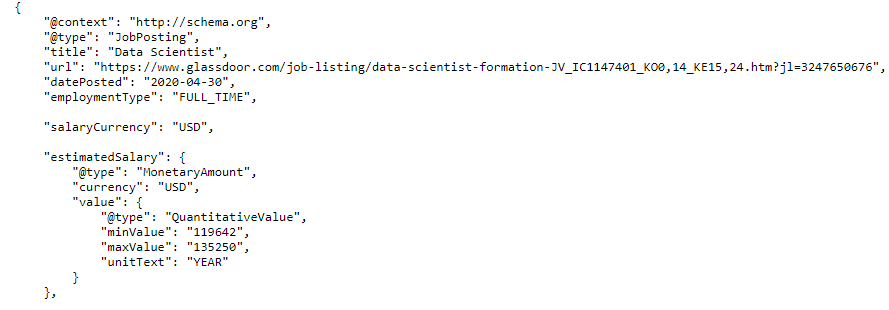 {
"@context": "http://schema.org",
"@type": "JobPosting",
"title": "Data Scientist",
"url": "https://www.glassdoor.com/job-listing/data-scientist-formation-JV_IC1147401_KO0,14_KE15,24.htm?jl=3247650676",
"datePosted": "2020-04-30",
"employmentType": "FULL_TIME",
"salaryCurrency": "USD",
"estimatedSalary": {
"@type": "MonetaryAmount",
"currency": "USD",
"value": {
"@type": "QuantitativeValue",
"minValue": "119642",
"maxValue": "135250",
"unitText": "YEAR"
}
},